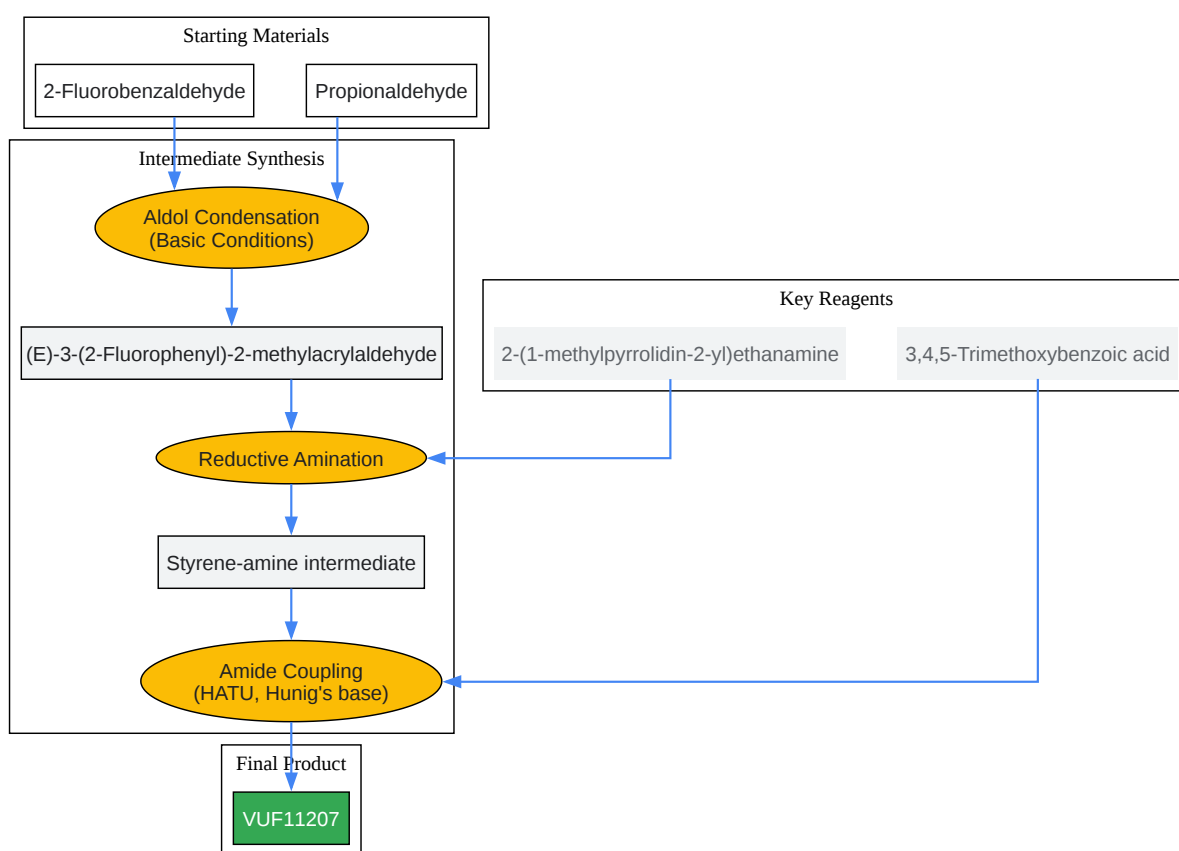 Starting Materials
2-Fluorobenzaldehyde
Propionaldehyde
Intermediate Synthesis
Aldol Condensation
(Basic Conditions)
Key Reagents
(E)-3-(2-Fluorophenyl)-2-methylacrylaldehyde
2-(1-methylpyrrolidin-2-yl)ethanamine
3,4,5-Trimethoxybenzoic acid
Reductive Amination
Styrene-amine intermediate
Amide Coupling
(HATU, Hunig's base)
Final Product
VUF11207